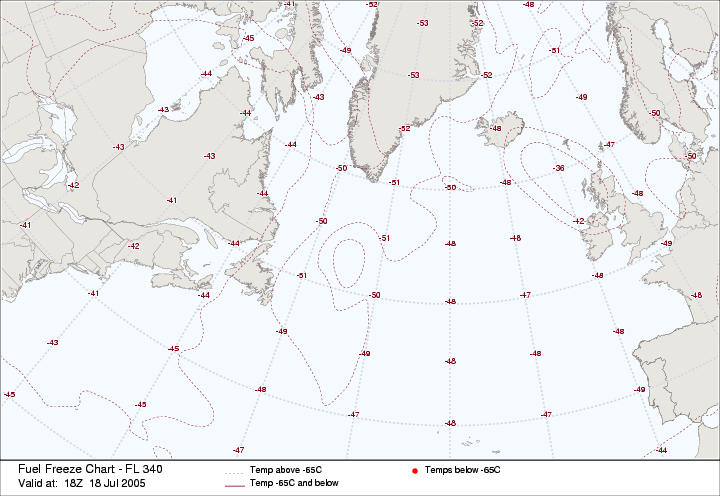 -41 -52 -48
-53 -52
-45
-49 -51
-44 -53 -52
-43 -49
-43 -44 -50
-52 -48
-43 -44 -47
-43 -50 -36 -50
-42 -51 -50 -48
-41 -44 -48
-41 -50 -42
-42 -44 -51 -48 -48 -49
-51 -48
-41 -44 -50 -48 -47 -48
-49 -48
-43 -45 -49 -48 -48
-45 -48 -49
-45 -47 -48 -47
-47 -44
Fuel Freeze Chart - FL 340
Valid at: 18Z 18 Jul 2005
Temp above -65C
Temp -65C and below
Temps below -65C